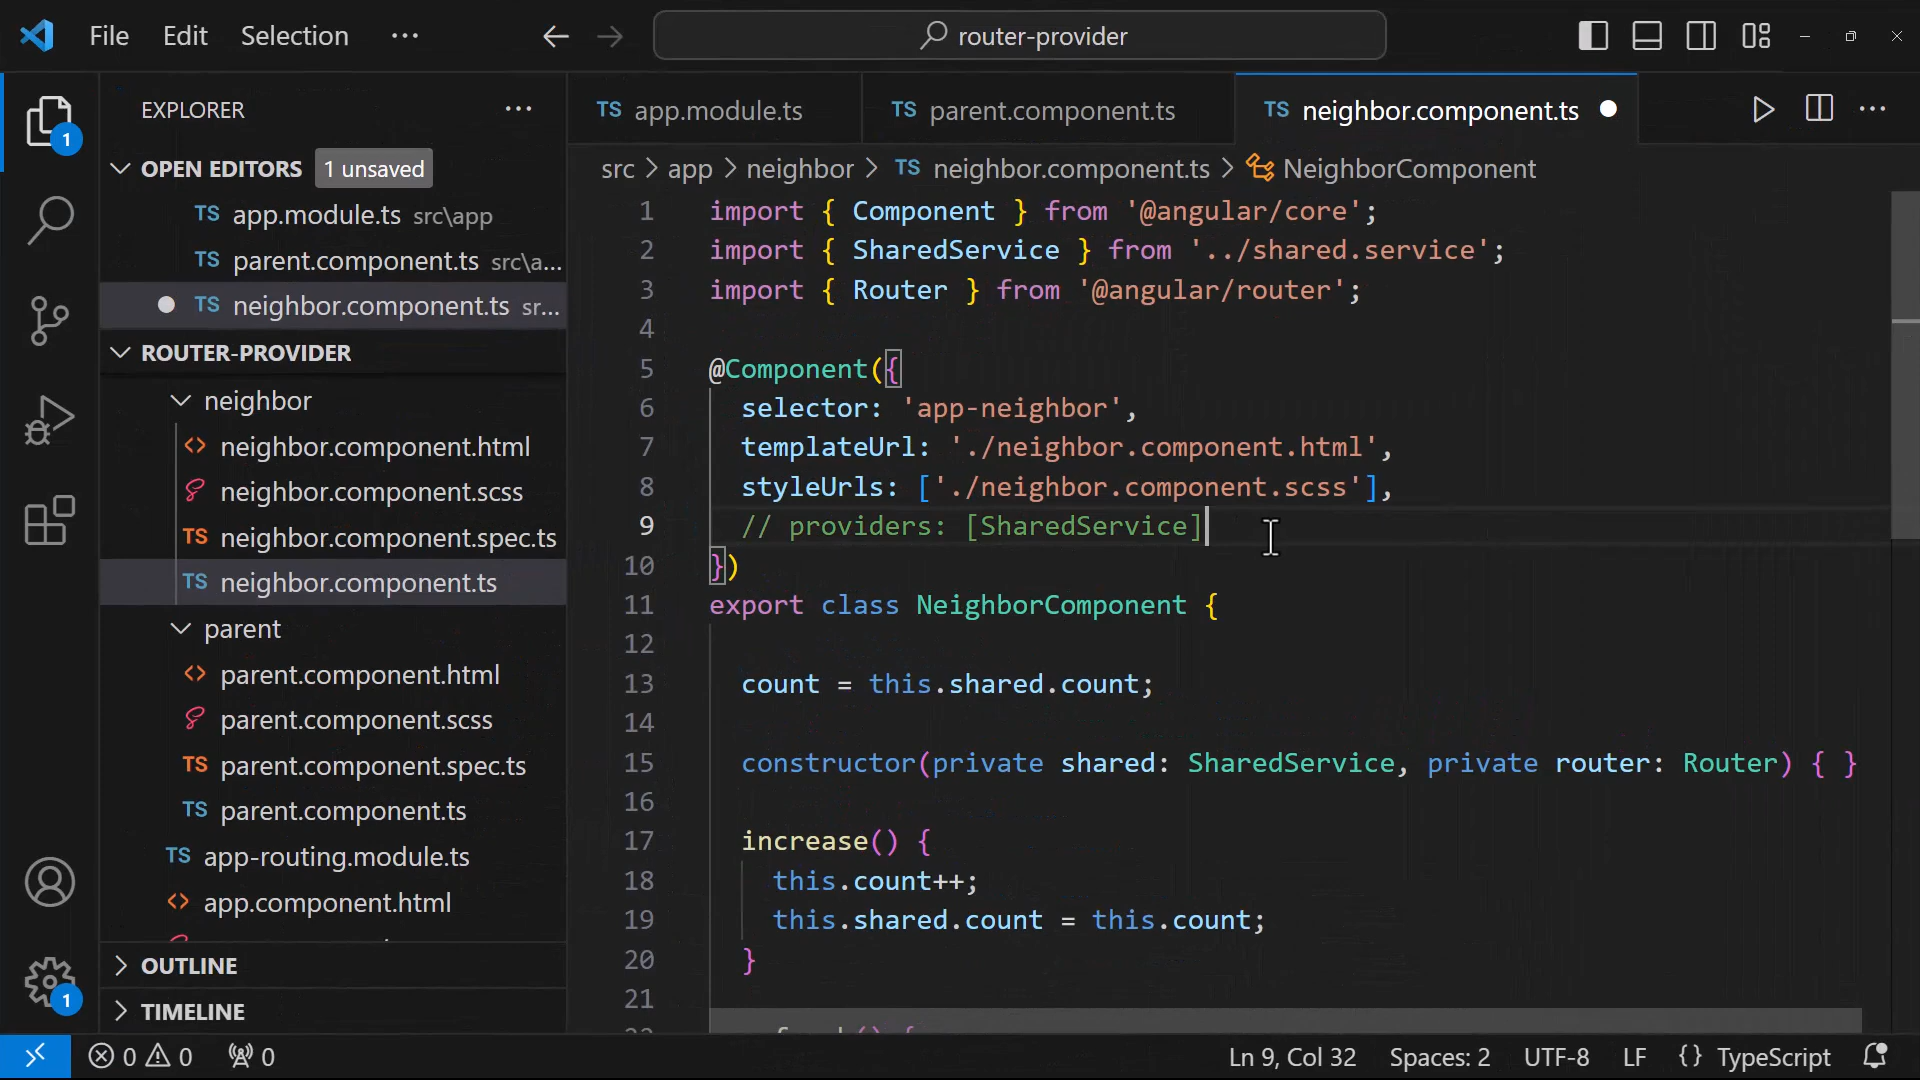 File Edit Selection ···
router-provider
EXPLORER ···
OPEN EDITORS 1 unsaved
TS app.module.ts src\app
TS parent.component.ts src\a...
TS neighbor.component.ts sr...
ROUTER-PROVIDER
neighbor
neighbor.component.html
neighbor.component.scss
TS neighbor.component.spec.ts
TS neighbor.component.ts
parent
parent.component.html
parent.component.scss
TS parent.component.spec.ts
TS parent.component.ts
TS app-routing.module.ts
app.component.html
OUTLINE
TIMELINE
1
1
TS app.module.ts
TS parent.component.ts
TS neighbor.component.ts
src > app > neighbor > TS neighbor.component.ts > NeighborComponent
1 import { Component } from '@angular/core';
2 import { SharedService } from '../shared.service';
3 import { Router } from '@angular/router';
4
5 @Component({
6 selector: 'app-neighbor',
7 templateUrl: './neighbor.component.html',
8 styleUrls: ['./neighbor.component.scss'],
9 // providers: [SharedService]
10 })
11 export class NeighborComponent {
12
13 count = this.shared.count;
14
15 constructor(private shared: SharedService, private router: Router) { }
16
17 increase() {
18 this.count++;
19 this.shared.count = this.count;
20 }
21
0 0 0
Ln 9, Col 32 Spaces: 2 UTF-8 LF {} TypeScript